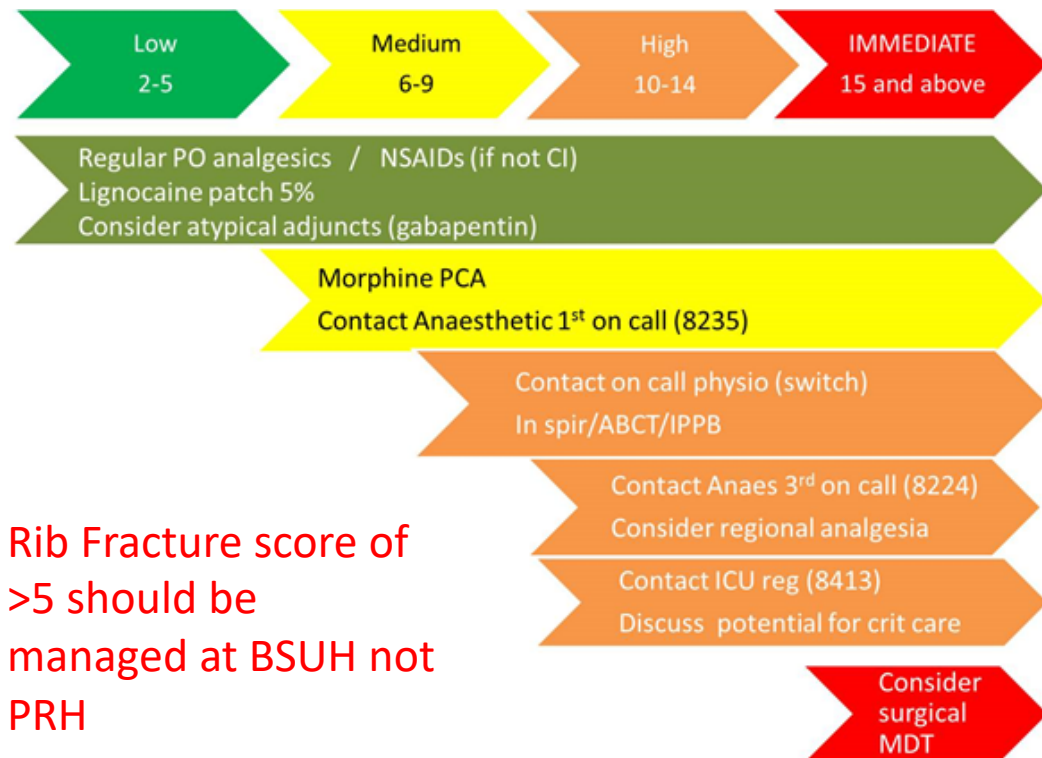 Low
2-5
Medium
6-9
High
10-14
IMMEDIATE
15 and above
Regular PO analgesics / NSAIDs (if not CI)
Lignocaine patch 5%
Consider atypical adjuncts (gabapentin)
Morphine PCA
Contact Anaesthetic 1st on call (8235)
Contact on call physio (switch)
In spir/ABCT/IPPB
Contact Anaes 3rd on call (8224)
Consider regional analgesia
Contact ICU reg (8413)
Discuss potential for crit care
Consider
surgical
MDT
Rib Fracture score of
>5 should be
managed at BSUH not
PRH